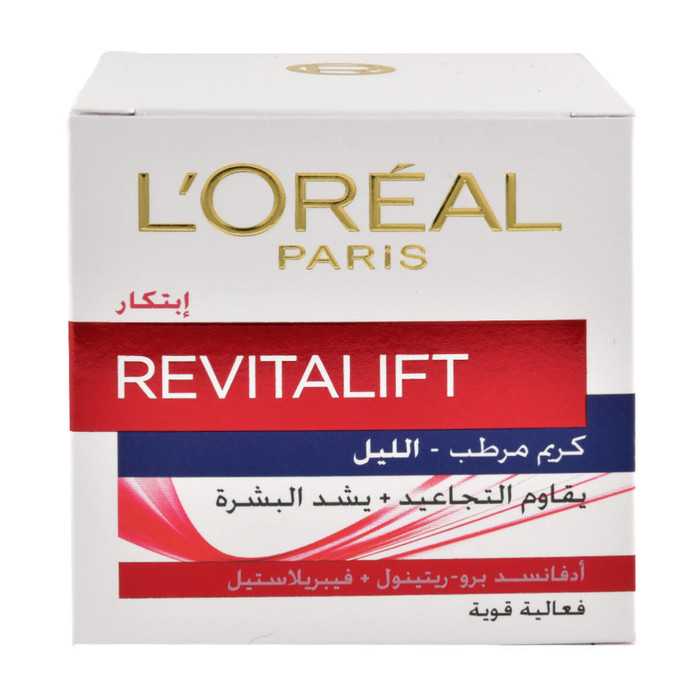 L'ORÉAL
PARIS
إبتكار
REVITALIFT
كريم مرطب - الليل
يقاوم التجاعيد + يشد البشرة
أدفانسد برو-ريتينول + فيبريلاستيل
فعالية قوية